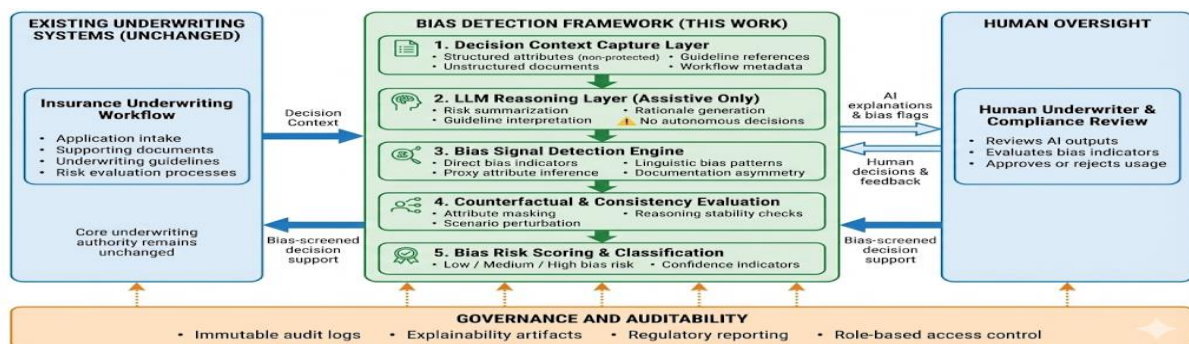 EXISTING UNDERWRITING
SYSTEMS (UNCHANGED)
Insurance Underwriting
Workflow
• Application intake
• Supporting documents
• Underwriting guidelines
• Risk evaluation processes
Core underwriting
authority remains
unchanged
Decision
Context
Bias-screened
decision
support
BIAS DETECTION FRAMEWORK (THIS WORK)
1. Decision Context Capture Layer
• Structured attributes (non-protected) • Guideline references
• Unstructured documents • Workflow metadata
2. LLM Reasoning Layer (Assistive Only)
• Risk summarization • Rationale generation
• Guideline interpretation ⚠ No autonomous decisions
3. Bias Signal Detection Engine
• Direct bias indicators • Linguistic bias patterns
• Proxy attribute inference • Documentation asymmetry
4. Counterfactual & Consistency Evaluation
• Attribute masking • Reasoning stability checks
• Scenario perturbation
5. Bias Risk Scoring & Classification
• Low / Medium / High bias risk • Confidence indicators
AI
explanations
& bias flags
Human
decisions &
feedback
Bias-screened
decision
support
HUMAN OVERSIGHT
Human Underwriter &
Compliance Review
• Reviews AI outputs
• Evaluates bias indicators
• Approves or rejects usage
GOVERNANCE AND AUDITABILITY
• Immutable audit logs • Explainability artifacts • Regulatory reporting • Role-based access control